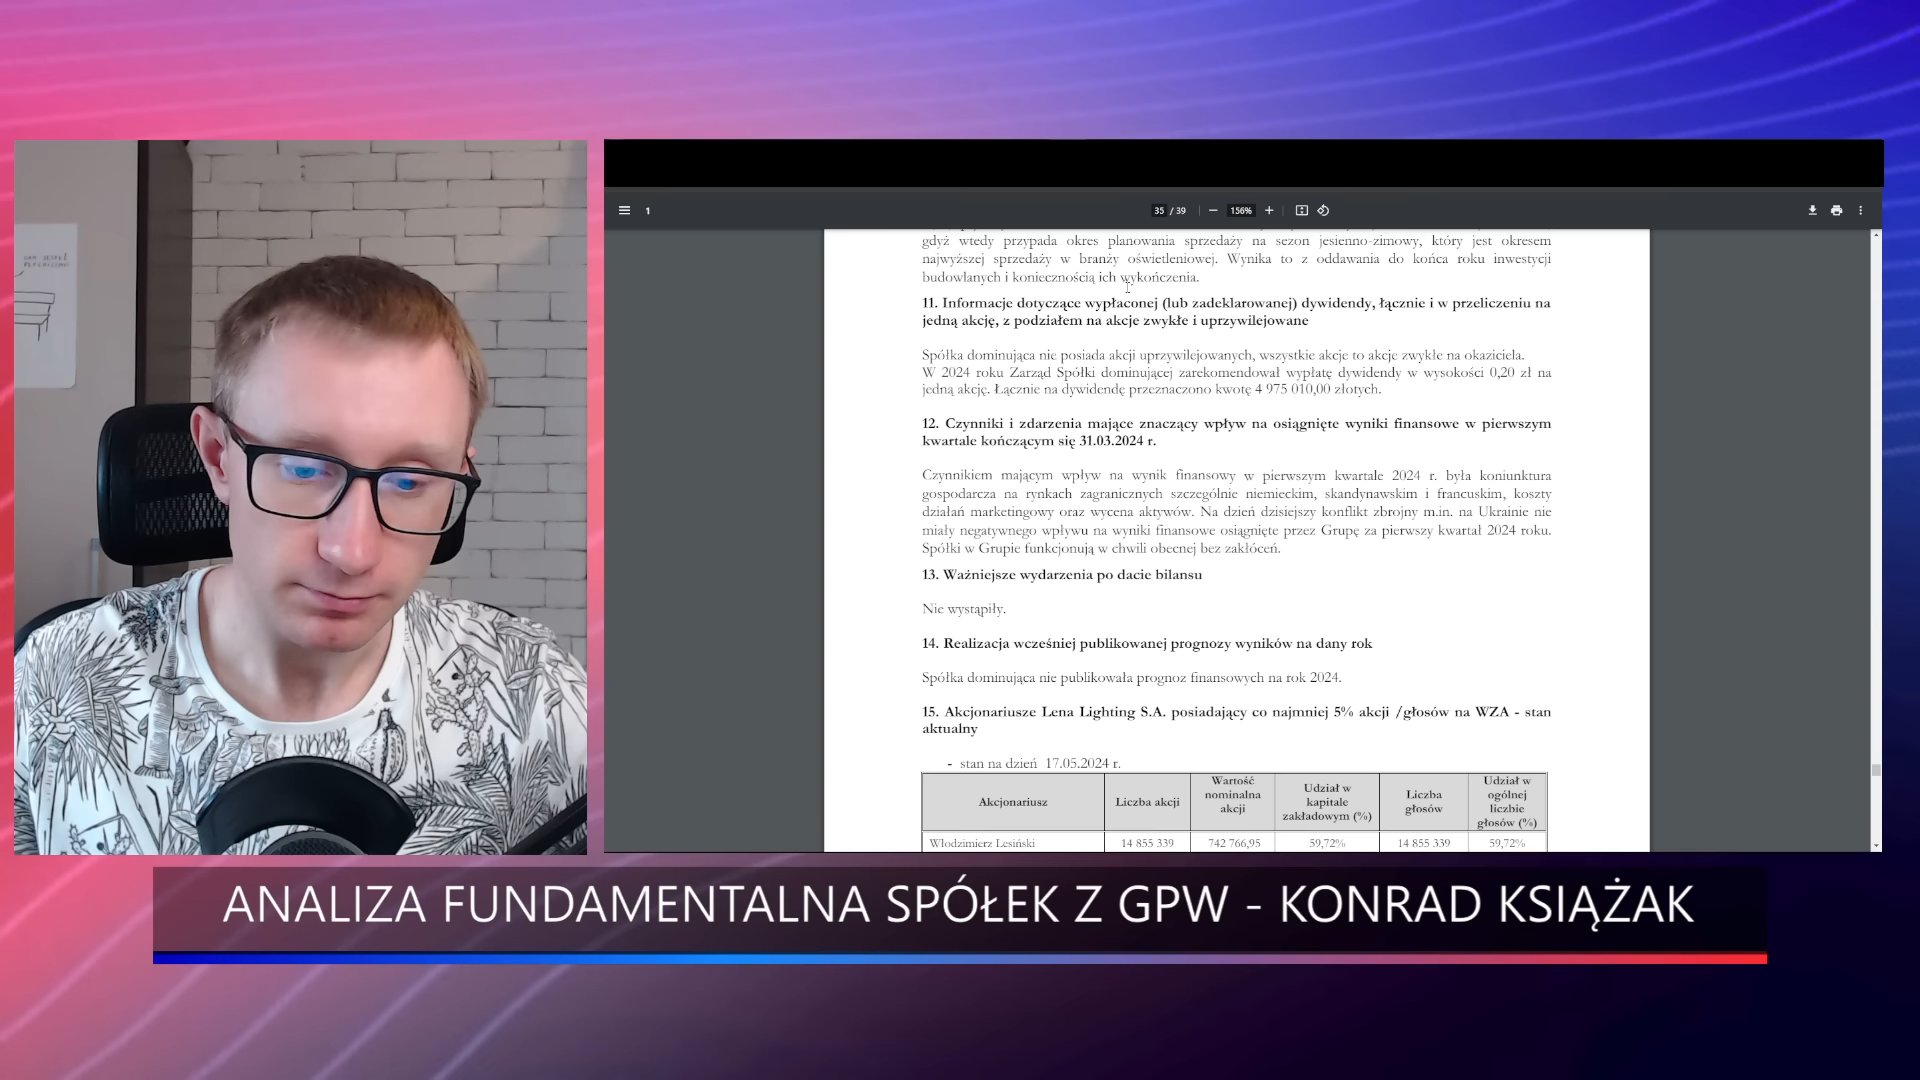 1
35 / 39
156%
gdyż wtedy przypada okres planowania sprzedaży na sezon jesienno-zimowy, który jest okresem
najwyższej sprzedaży w branży oświetleniowej. Wynika to z oddawania do końca roku inwestycji
budowlanych i koniecznością ich wykończenia.
11. Informacje dotyczące wypłaconej (lub zadeklarowanej) dywidendy, łącznie i w przeliczeniu na
jedną akcję, z podziałem na akcje zwykłe i uprzywilejowane
Spółka dominująca nie posiada akcji uprzywilejowanych, wszystkie akcje to akcje zwykłe na okaziciela.
W 2024 roku Zarząd Spółki dominującej zarekomendował wypłatę dywidendy w wysokości 0,20 zł na
jedną akcję. Łącznie na dywidendę przeznaczono kwotę 4 975 010,00 złotych.
12. Czynniki i zdarzenia mające znaczący wpływ na osiągnięte wyniki finansowe w pierwszym
kwartale kończącym się 31.03.2024 r.
Czynnikiem mającym wpływ na wynik finansowy w pierwszym kwartale 2024 r. była koniunktura
gospodarcza na rynkach zagranicznych szczególnie niemieckim, skandynawskim i francuskim, koszty
działań marketingowy oraz wycena aktywów. Na dzień dzisiejszy konflikt zbrojny m.in. na Ukrainie nie
miały negatywnego wpływu na wyniki finansowe osiągnięte przez Grupę za pierwszy kwartał 2024 roku.
Spółki w Grupie funkcjonują w chwili obecnej bez zakłóceń.
13. Ważniejsze wydarzenia po dacie bilansu
Nie wystąpiły.
14. Realizacja wcześniej publikowanej prognozy wyników na dany rok
Spółka dominująca nie publikowała prognoz finansowych na rok 2024.
15. Akcjonariusze Lena Lighting S.A. posiadający co najmniej 5% akcji /głosów na WZA - stan
aktualny
- stan na dzień 17.05.2024 r.
Akcjonariusz Liczba akcji Wartość nominalna akcji Udział w kapitale zakładowym (%) Liczba głosów Udział w ogólnej liczbie głosów (%)
Włodzimierz Lesiński 14 855 339 742 766,95 59,72% 14 855 339 59,72%
ANALIZA FUNDAMENTALNA SPÓŁEK Z GPW - KONRAD KSIĄŻAK